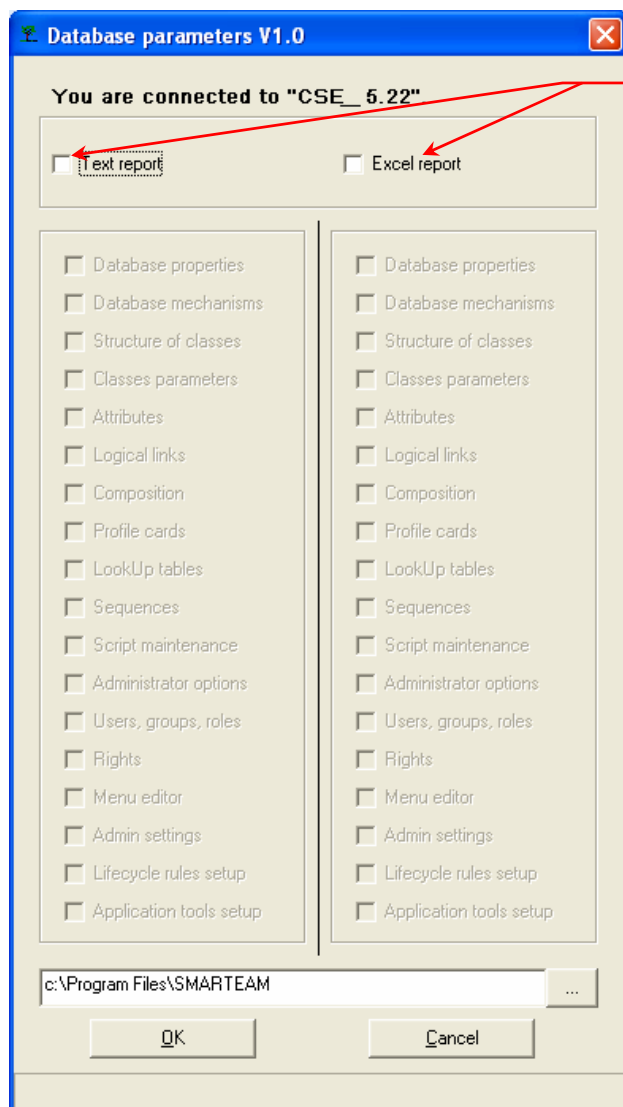 Database parameters V1.0
You are connected to "CSE_ 5.22".
Text report
Excel report
Database properties
Database mechanisms
Structure of classes
Classes parameters
Attributes
Logical links
Composition
Profile cards
LookUp tables
Sequences
Script maintenance
Administrator options
Users, groups, roles
Rights
Menu editor
Admin settings
Lifecycle rules setup
Application tools setup
Database properties
Database mechanisms
Structure of classes
Classes parameters
Attributes
Logical links
Composition
Profile cards
LookUp tables
Sequences
Script maintenance
Administrator options
Users, groups, roles
Rights
Menu editor
Admin settings
Lifecycle rules setup
Application tools setup
c:\Program Files\SMARTEAM
...
OK
Cancel